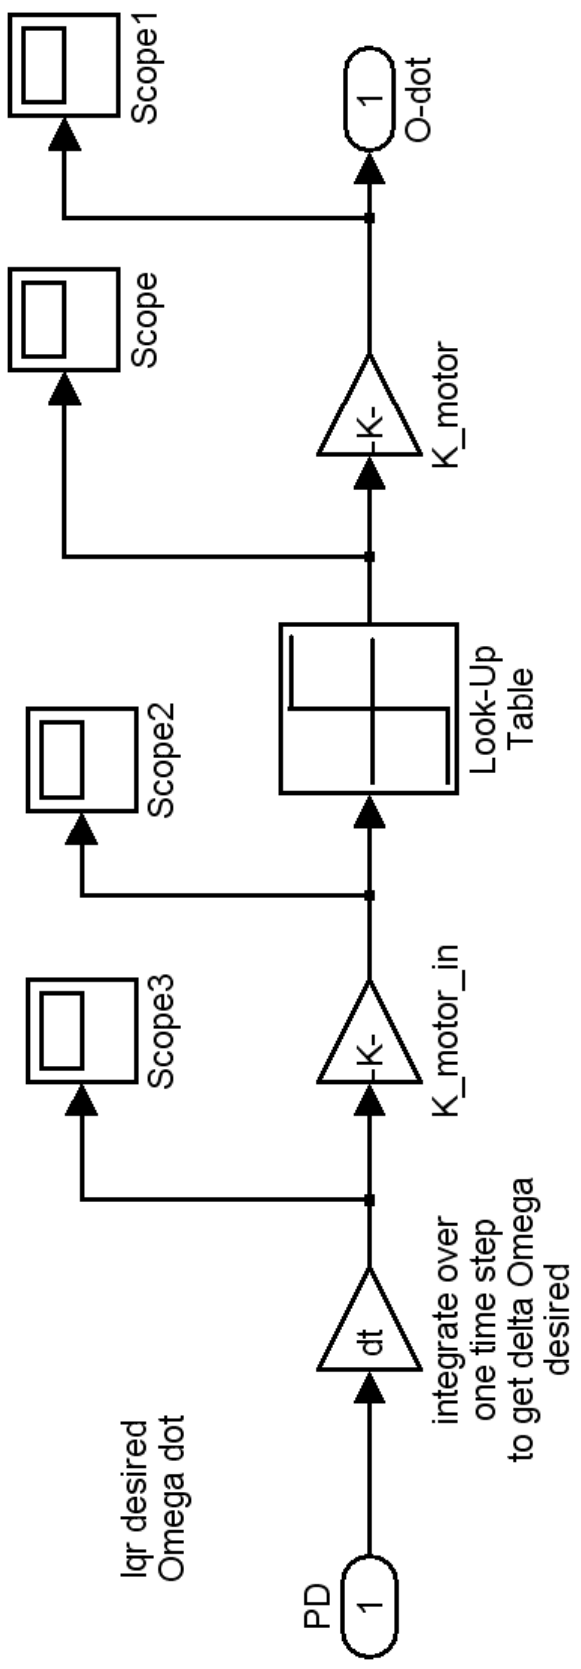 Scope3
Scope2
Scope
Scope1
lqr desired
Omega dot
PD
1
dt
integrate over
one time step
to get delta Omega
desired
-K-
K_motor_in
Look-Up
Table
-K-
K_motor
1
O-dot